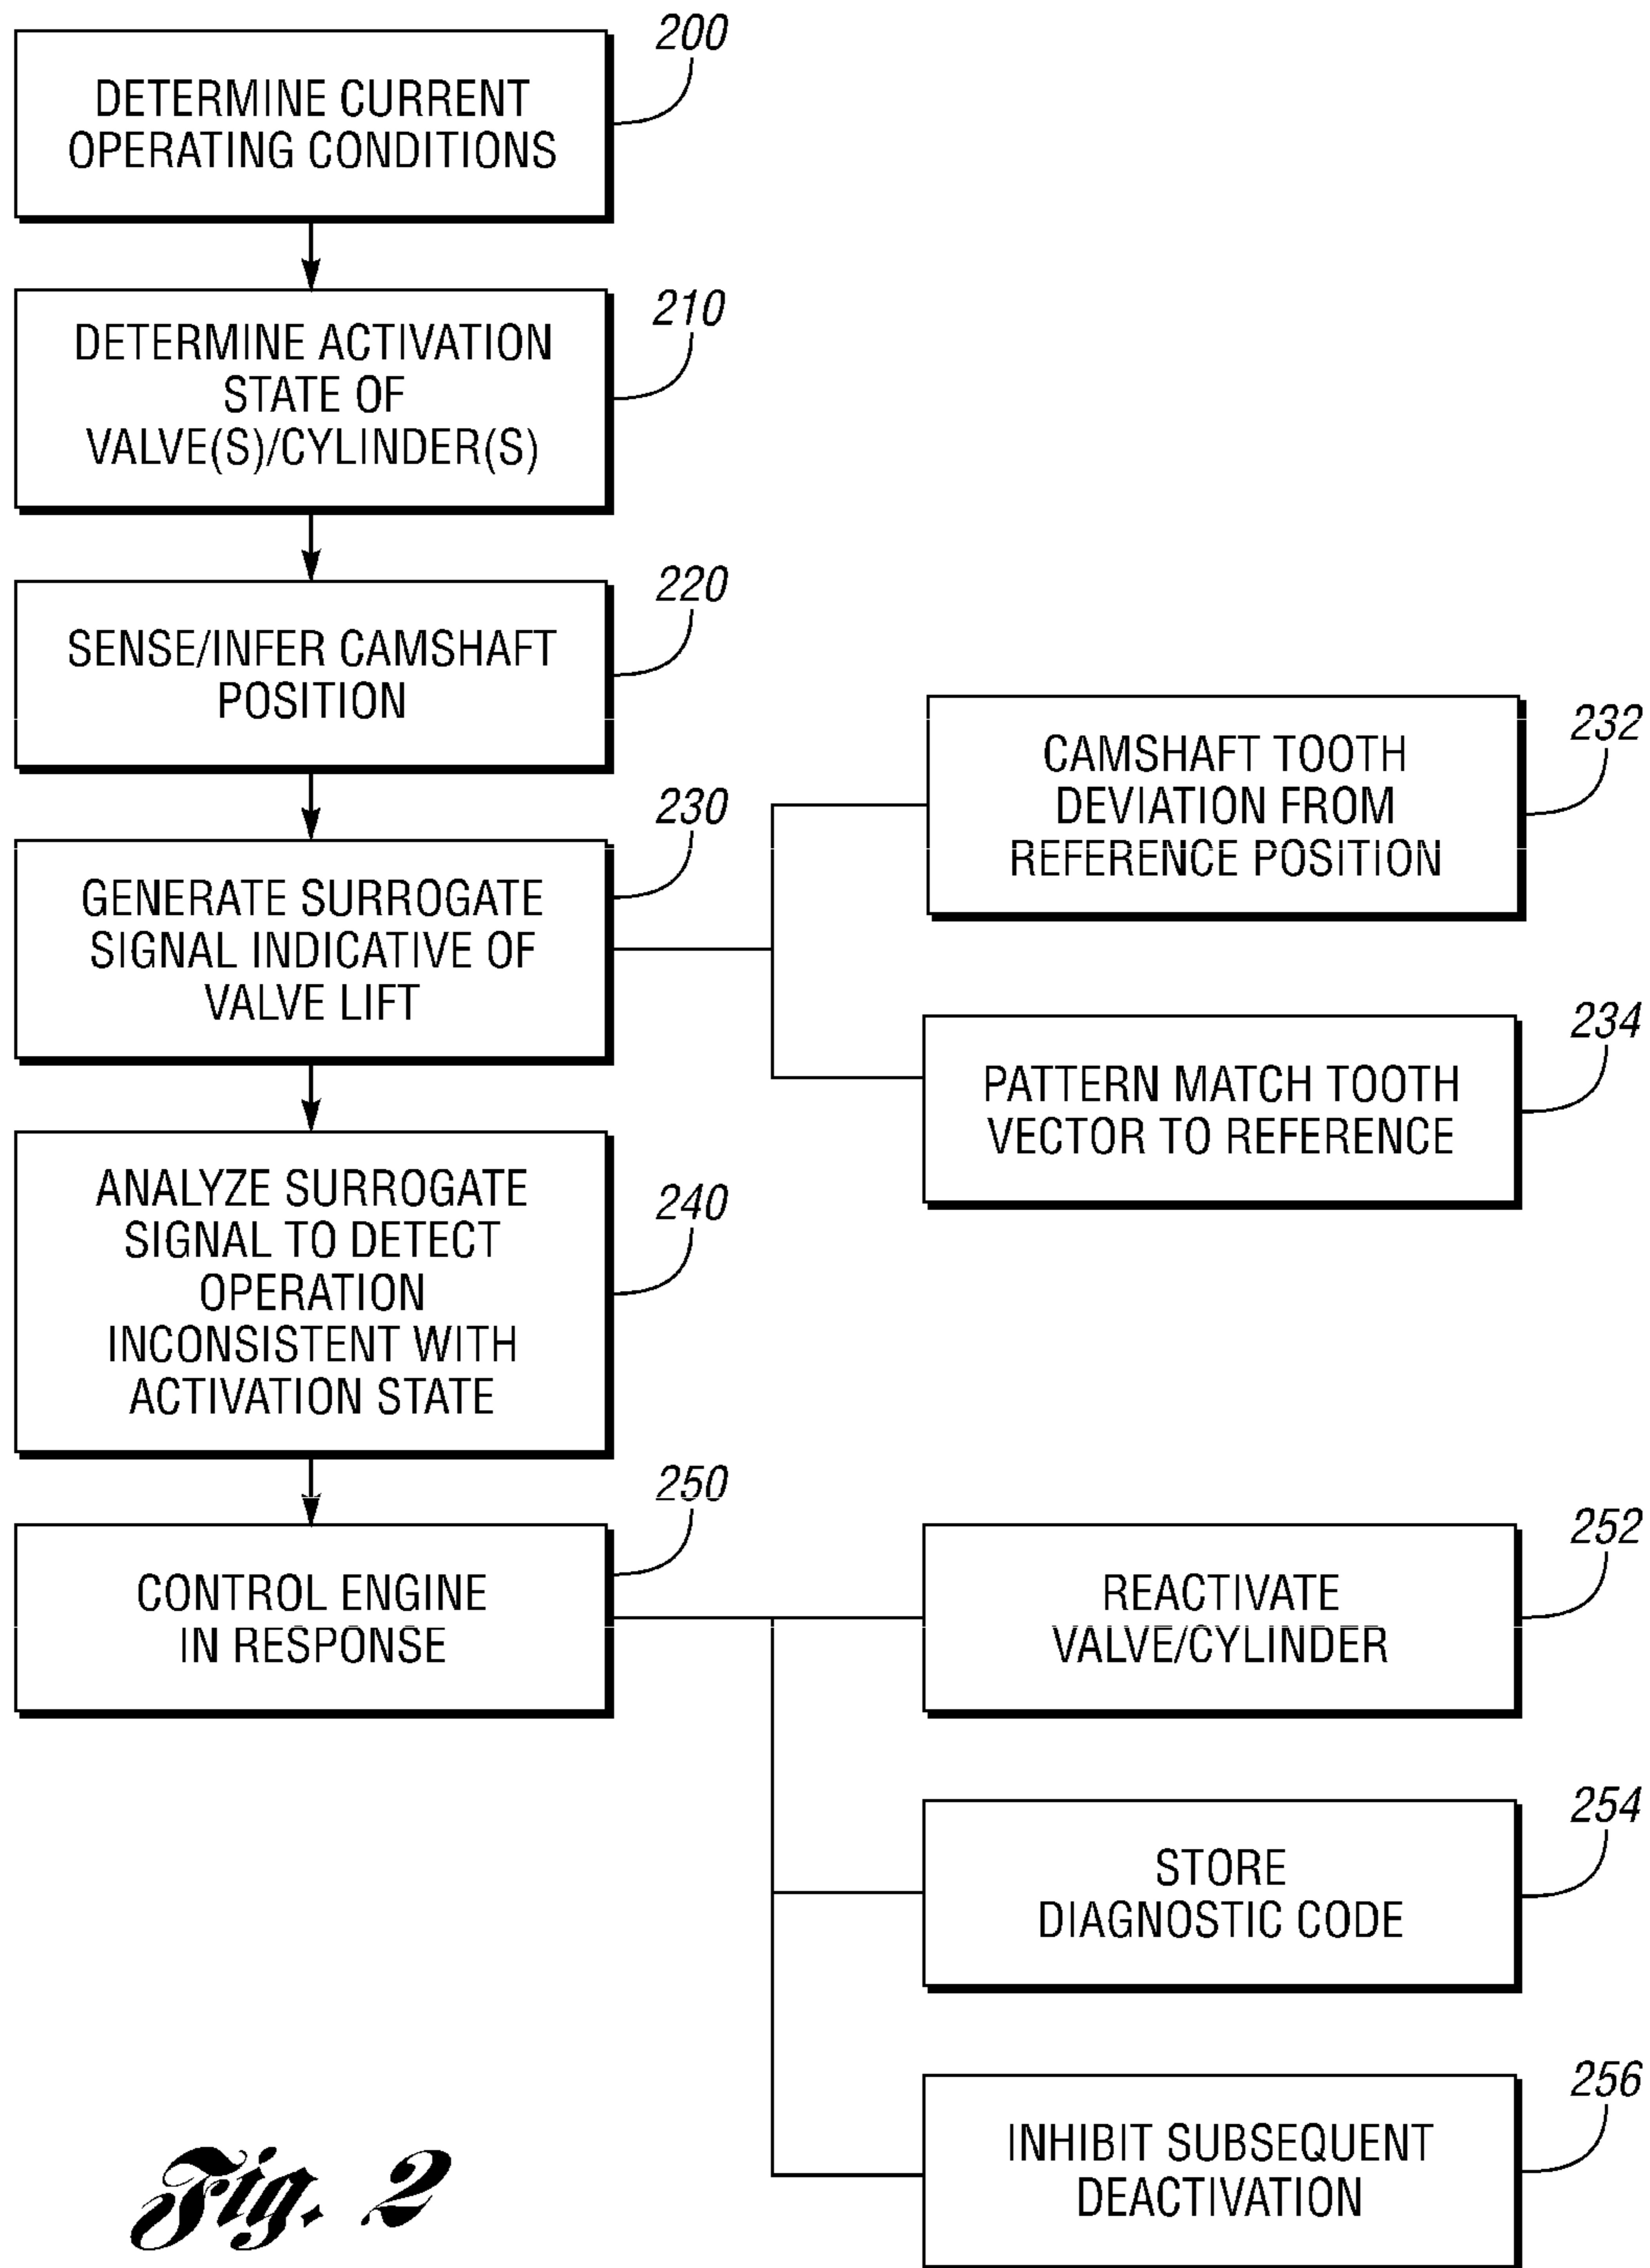 200
DETERMINE CURRENT
OPERATING CONDITIONS
210
DETERMINE ACTIVATION
STATE OF
VALVE(S)/CYLINDER(S)
220
SENSE/INFER CAMSHAFT
POSITION
230
GENERATE SURROGATE
SIGNAL INDICATIVE OF
VALVE LIFT
232
CAMSHAFT TOOTH
DEVIATION FROM
REFERENCE POSITION
234
PATTERN MATCH TOOTH
VECTOR TO REFERENCE
240
ANALYZE SURROGATE
SIGNAL TO DETECT
OPERATION
INCONSISTENT WITH
ACTIVATION STATE
250
CONTROL ENGINE
IN RESPONSE
252
REACTIVATE
VALVE/CYLINDER
254
STORE
DIAGNOSTIC CODE
256
INHIBIT SUBSEQUENT
DEACTIVATION
Fig. 2